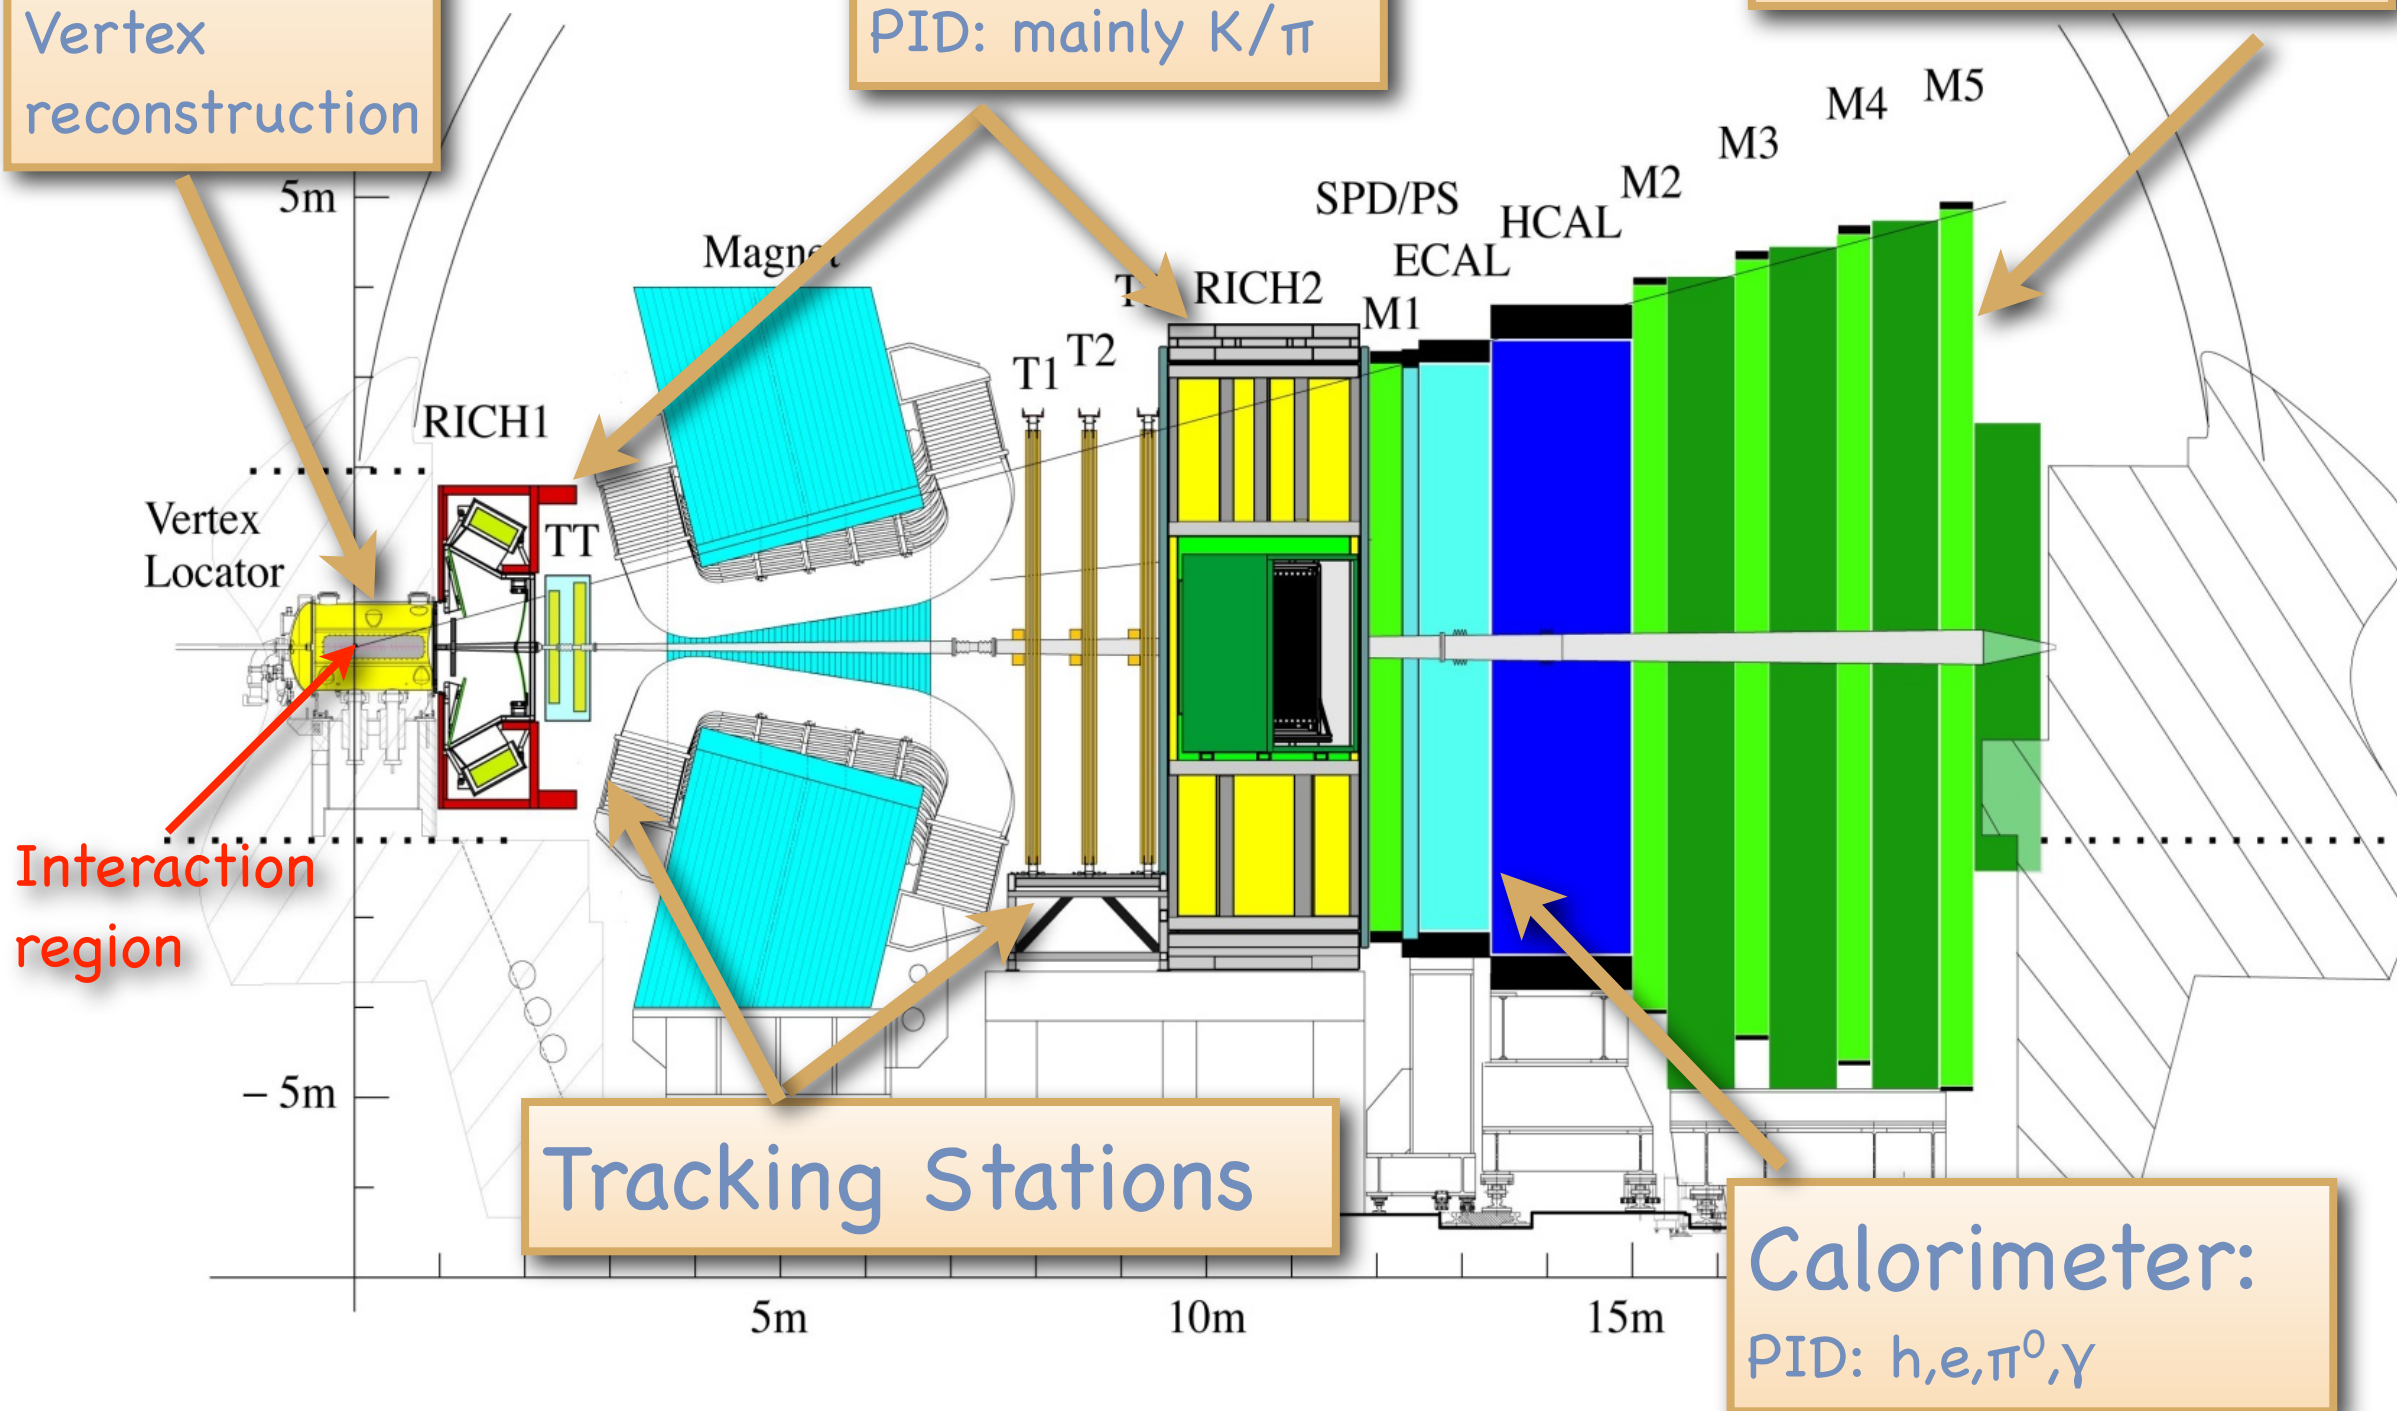 Vertex
reconstruction
PID: mainly K/π
M5
M4
M3
M2
5m
SPD/PS
HCAL
Magnet
ECAL
RICH2
M1
T2
T1
RICH1
Vertex
Locator
TT
Interaction
region
– 5m
Tracking Stations
Calorimeter:
PID: h,e,π⁰,γ
5m
10m
15m